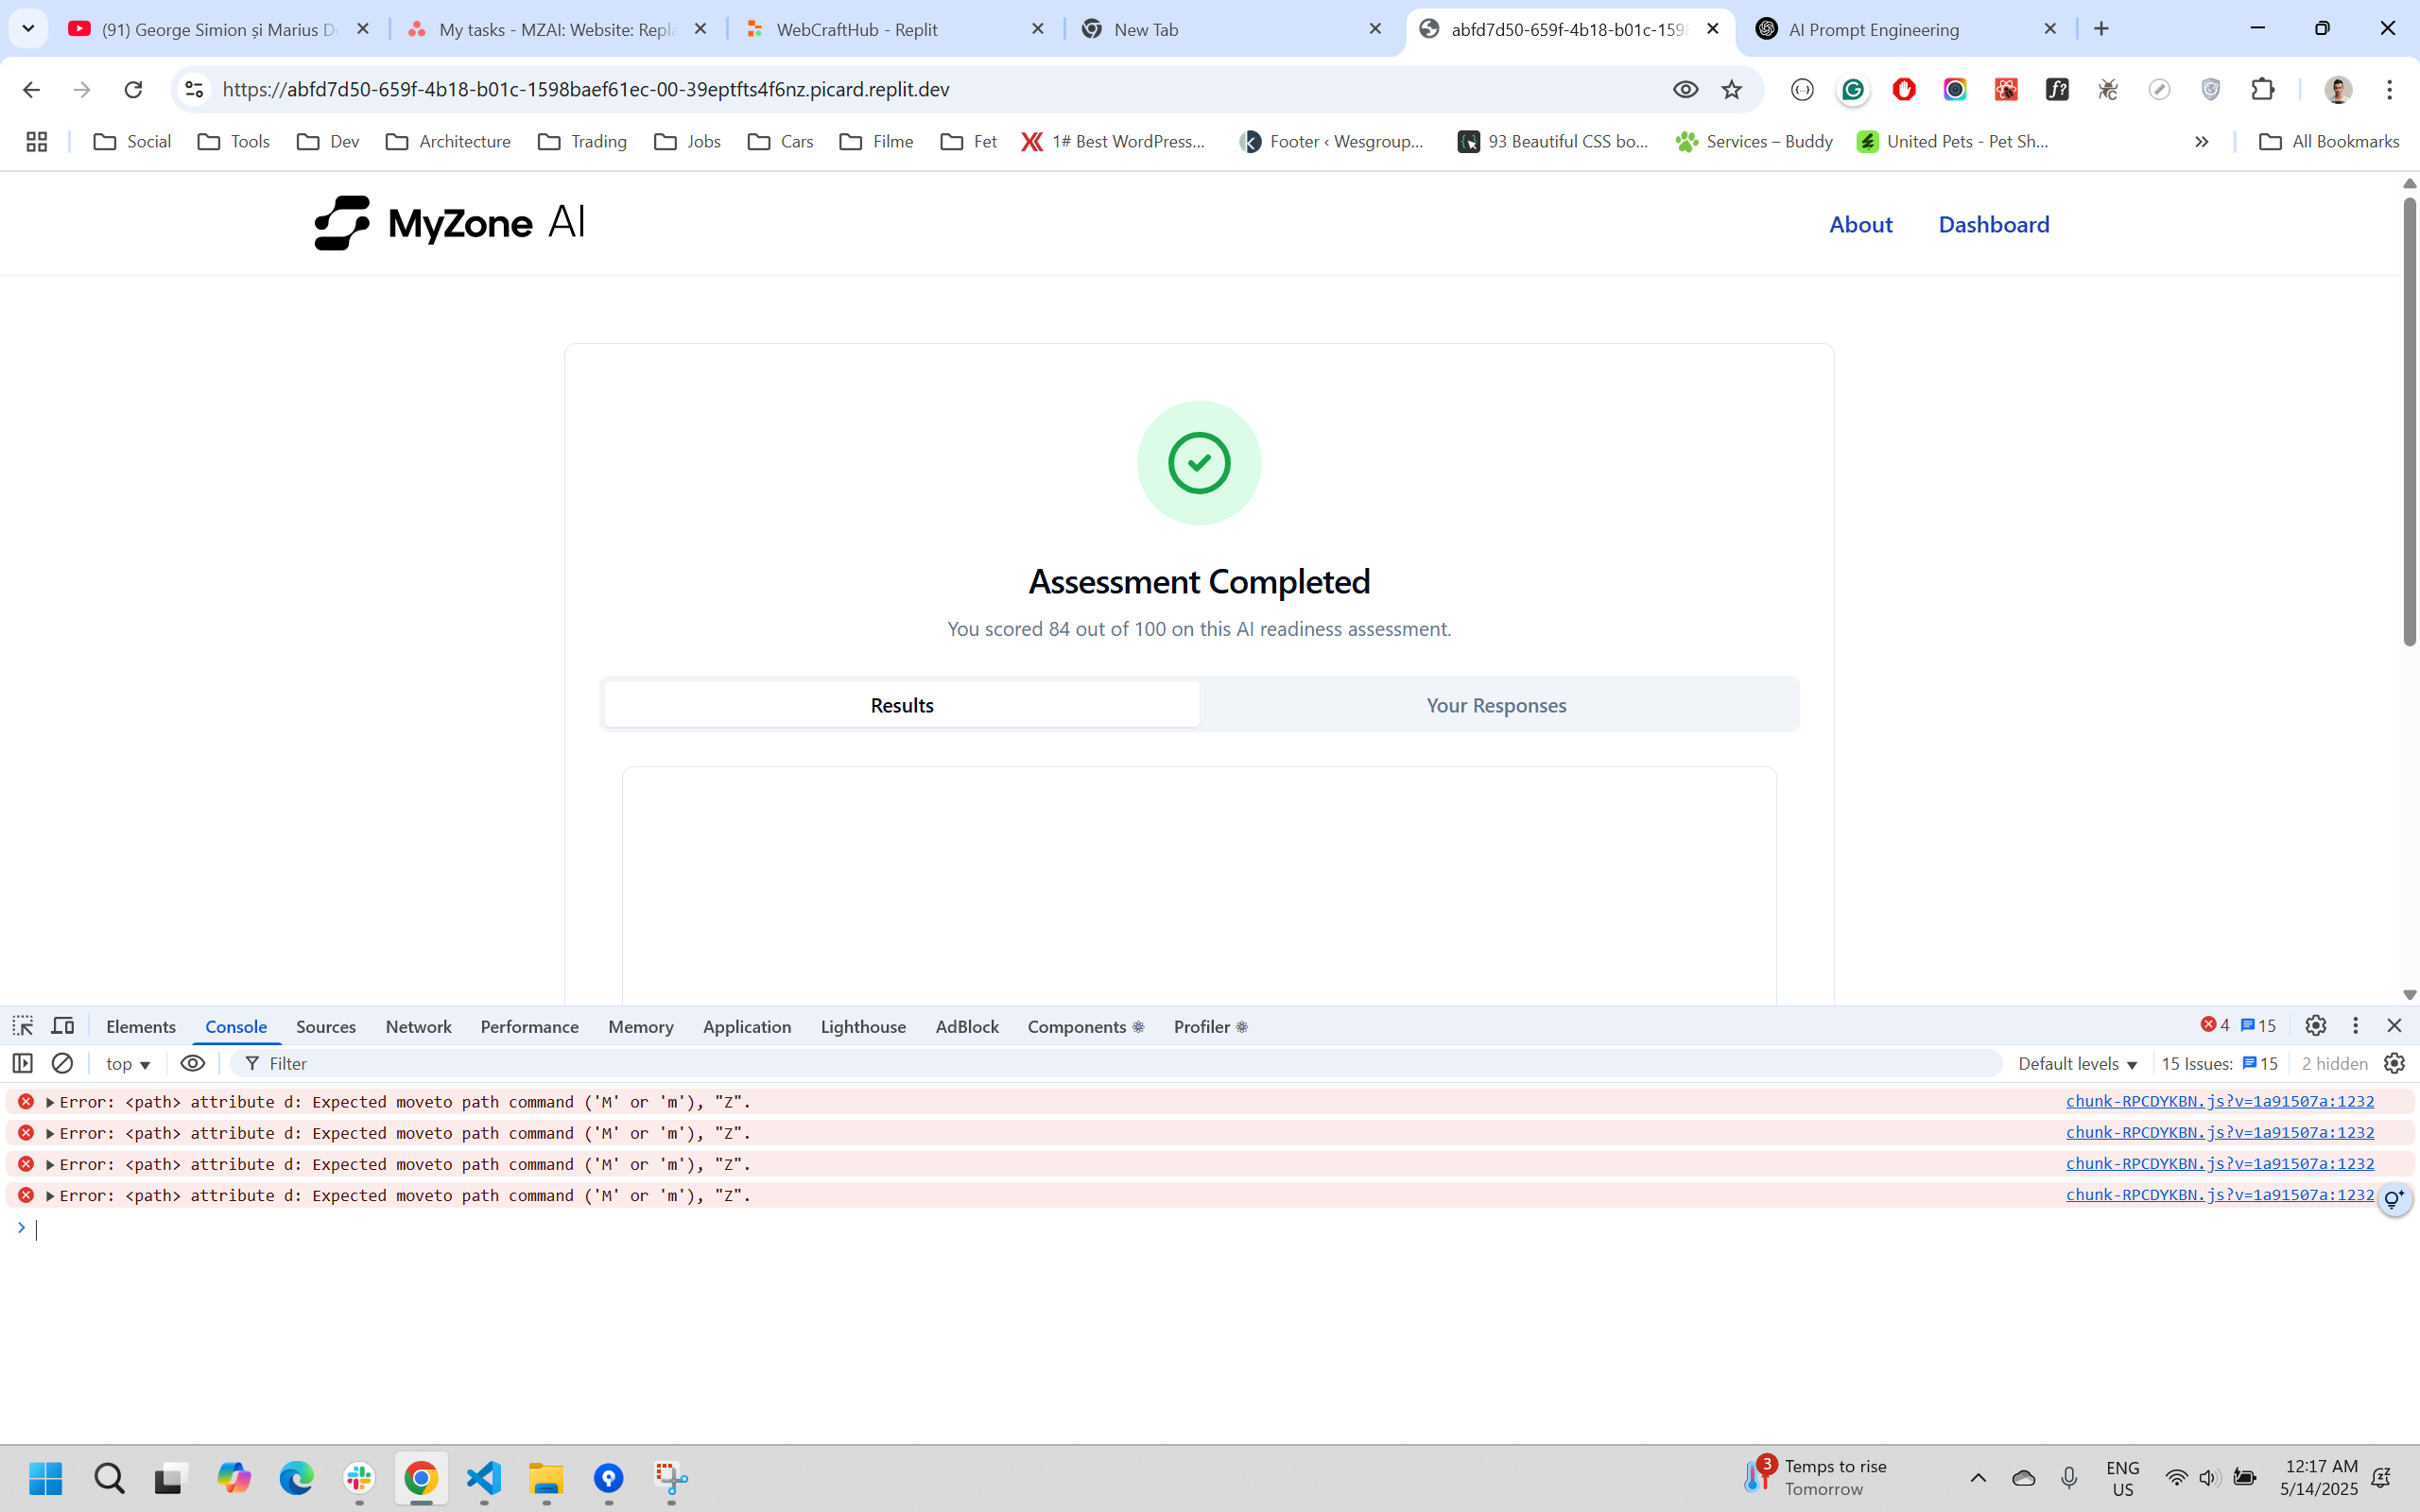 (91) George Simion și Marius D
My tasks - MZAI: Website: Repla
WebCraftHub - Replit
New Tab
abfd7d50-659f-4b18-b01c-1598
AI Prompt Engineering
https://abfd7d50-659f-4b18-b01c-1598baef61ec-00-39eptfts4f6nz.picard.replit.dev
Social
Tools
Dev
Architecture
Trading
Jobs
Cars
Filme
Fet
1# Best WordPress...
Footer ‹ Wesgroup...
93 Beautiful CSS bo...
Services – Buddy
United Pets - Pet Sh...
»
All Bookmarks
MyZone AI
About
Dashboard
Assessment Completed
You scored 84 out of 100 on this AI readiness assessment.
Results
Your Responses
Elements
Console
Sources
Network
Performance
Memory
Application
Lighthouse
AdBlock
Components
Profiler
4
15
top
Filter
Default levels
15 Issues:
15
2 hidden
Error: <path> attribute d: Expected moveto path command ('M' or 'm'), "Z".
chunk-RPCDYKBN.js?v=1a91507a:1232
Error: <path> attribute d: Expected moveto path command ('M' or 'm'), "Z".
chunk-RPCDYKBN.js?v=1a91507a:1232
Error: <path> attribute d: Expected moveto path command ('M' or 'm'), "Z".
chunk-RPCDYKBN.js?v=1a91507a:1232
Error: <path> attribute d: Expected moveto path command ('M' or 'm'), "Z".
chunk-RPCDYKBN.js?v=1a91507a:1232
3
Temps to rise
Tomorrow
ENG
US
12:17 AM
5/14/2025